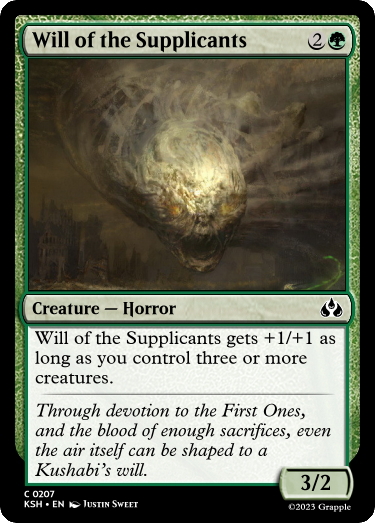 Will of the Supplicants 2
Creature — Horror
Will of the Supplicants gets +1/+1 as
long as you control three or more
creatures.
Through devotion to the First Ones,
and the blood of enough sacrifices, even
the air itself can be shaped to a
Kushabi's will.
3/2
C 0207
KSH • EN Justin Sweet
©2023 Grapple